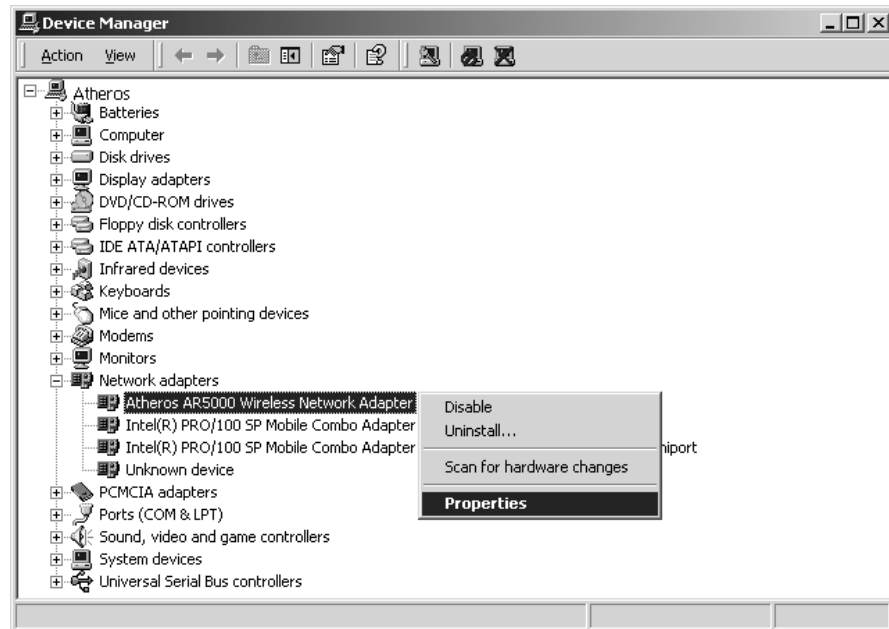 Device Manager
Action View
Atheros
Batteries
Computer
Disk drives
Display adapters
DVD/CD-ROM drives
Floppy disk controllers
IDE ATA/ATAPI controllers
Infrared devices
Keyboards
Mice and other pointing devices
Modems
Monitors
Network adapters
Atheros AR5000 Wireless Network Adapter
Intel(R) PRO/100 SP Mobile Combo Adapter
Intel(R) PRO/100 SP Mobile Combo Adapter niport
Unknown device
PCMCIA adapters
Ports (COM & LPT)
Sound, video and game controllers
System devices
Universal Serial Bus controllers
Disable
Uninstall...
Scan for hardware changes
Properties